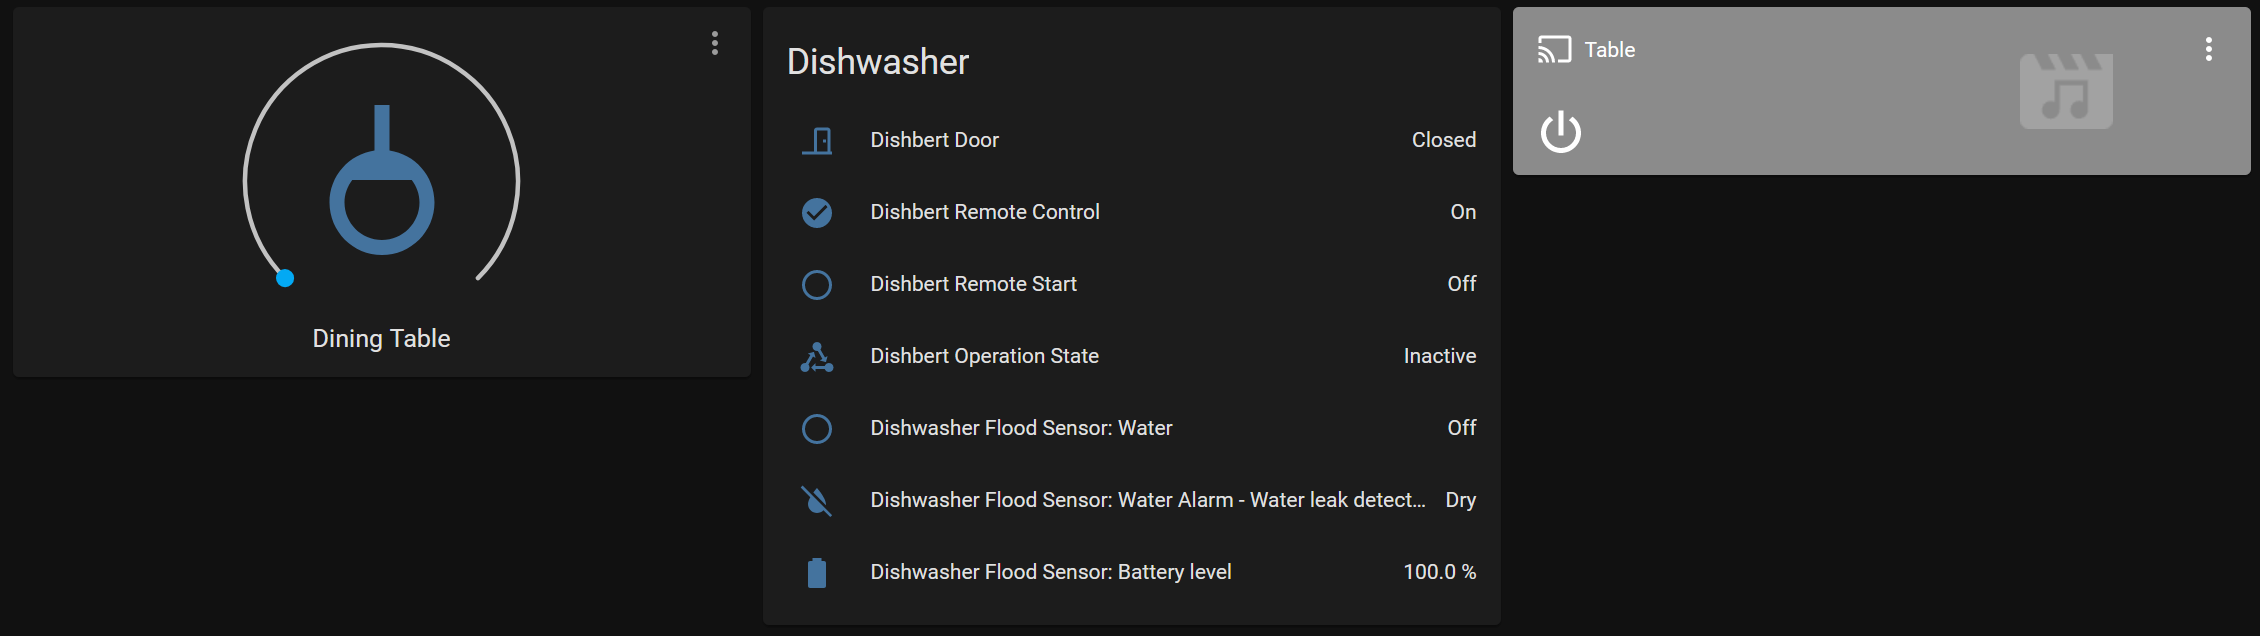 Dining Table
Dishwasher
Dishbert Door Closed
Dishbert Remote Control On
Dishbert Remote Start Off
Dishbert Operation State Inactive
Dishwasher Flood Sensor: Water Off
Dishwasher Flood Sensor: Water Alarm - Water leak detect... Dry
Dishwasher Flood Sensor: Battery level 100.0 %
Table